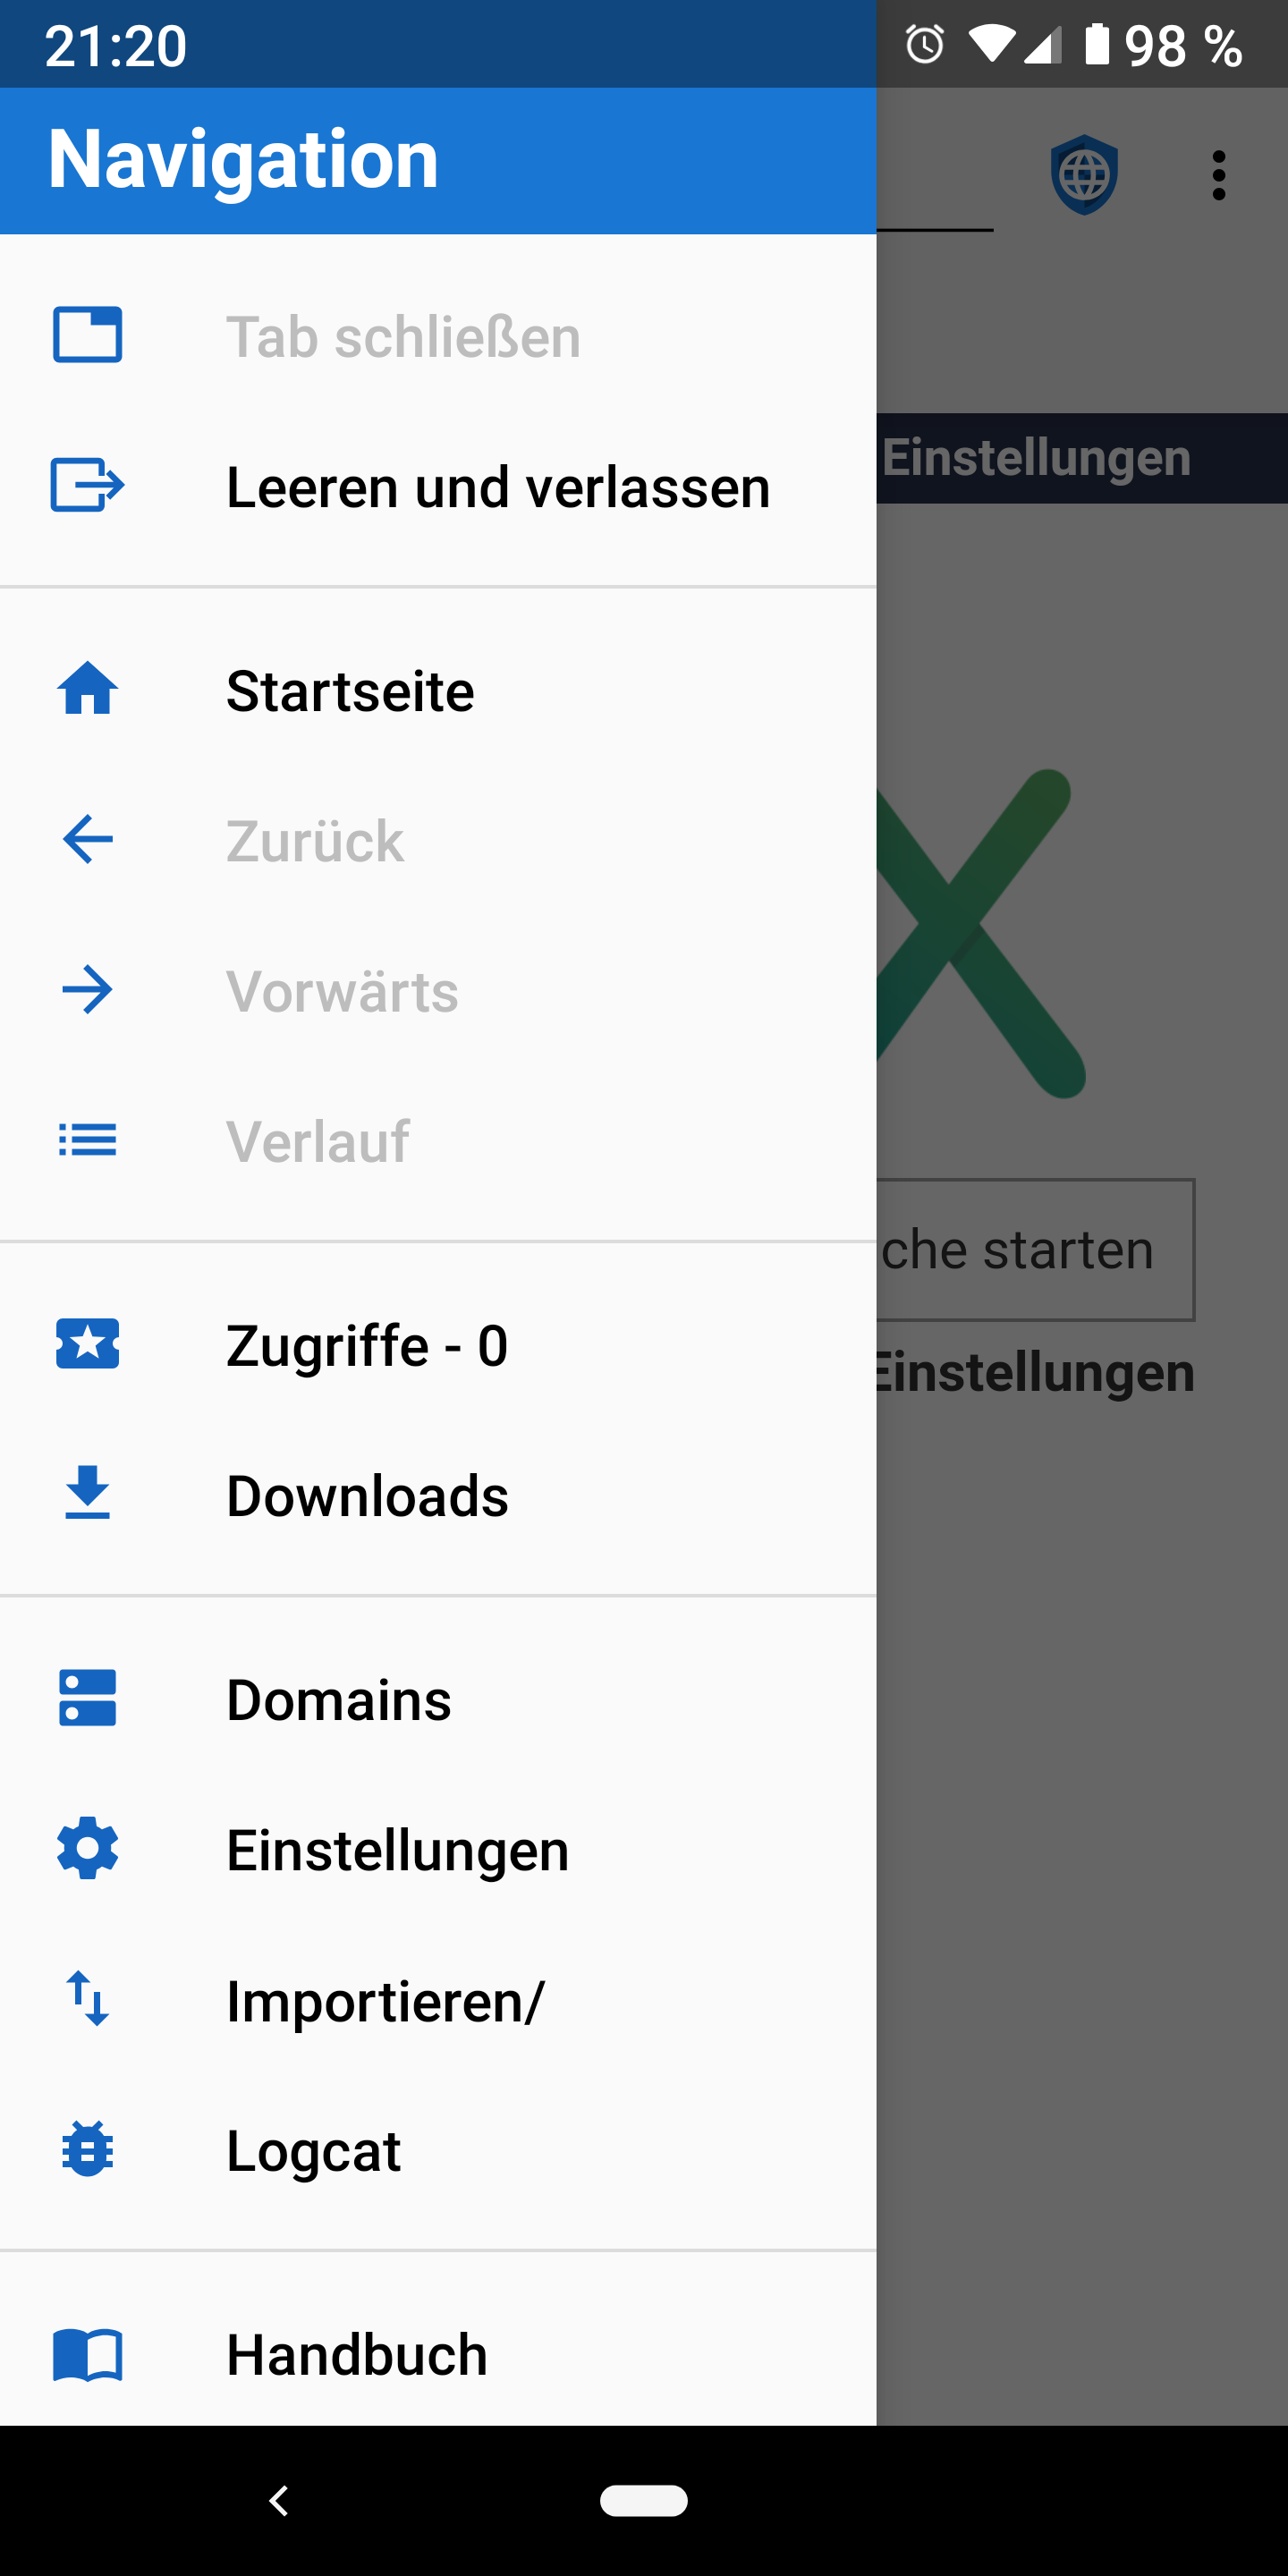 21:20
98 %
Navigation
Tab schließen
Leeren und verlassen
Einstellungen
Startseite
Zurück
Vorwärts
Verlauf
che starten
Zugriffe - 0
Einstellungen
Downloads
Domains
Einstellungen
Importieren/
Logcat
Handbuch